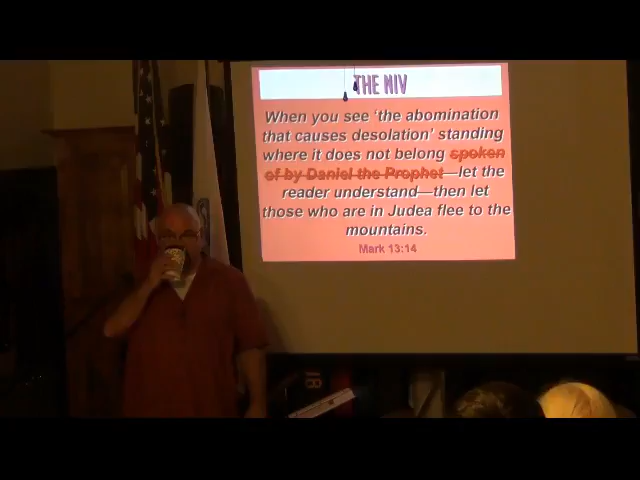 THE NIV
When you see 'the abomination
that causes desolation' standing
where it does not belong spoken
of by Daniel the Prophet—let the
reader understand—then let
those who are in Judea flee to the
mountains.
Mark 13:14